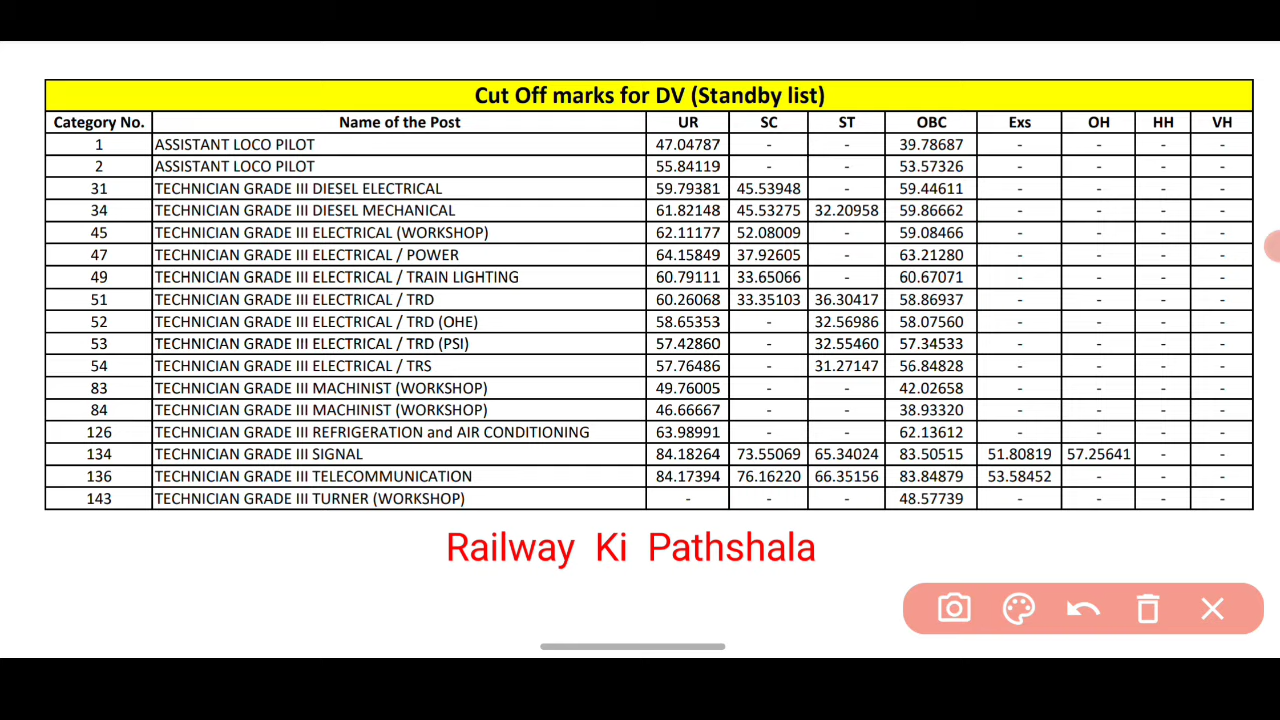 Cut Off marks for DV (Standby list)
Category No. Name of the Post UR SC ST OBC Exs OH HH VH
1 ASSISTANT LOCO PILOT 47.04787 - - 39.78687 - - - -
2 ASSISTANT LOCO PILOT 55.84119 - - 53.57326 - - - -
31 TECHNICIAN GRADE III DIESEL ELECTRICAL 59.79381 45.53948 - 59.44611 - - - -
34 TECHNICIAN GRADE III DIESEL MECHANICAL 61.82148 45.53275 32.20958 59.86662 - - - -
45 TECHNICIAN GRADE III ELECTRICAL (WORKSHOP) 62.11177 52.08009 - 59.08466 - - - -
47 TECHNICIAN GRADE III ELECTRICAL / POWER 64.15849 37.92605 - 63.21280 - - - -
49 TECHNICIAN GRADE III ELECTRICAL / TRAIN LIGHTING 60.79111 33.65066 - 60.67071 - - - -
51 TECHNICIAN GRADE III ELECTRICAL / TRD 60.26068 33.35103 36.30417 58.86937 - - - -
52 TECHNICIAN GRADE III ELECTRICAL / TRD (OHE) 58.65353 - 32.56986 58.07560 - - - -
53 TECHNICIAN GRADE III ELECTRICAL / TRD (PSI) 57.42860 - 32.55460 57.34533 - - - -
54 TECHNICIAN GRADE III ELECTRICAL / TRS 57.76486 - 31.27147 56.84828 - - - -
83 TECHNICIAN GRADE III MACHINIST (WORKSHOP) 49.76005 - - 42.02658 - - - -
84 TECHNICIAN GRADE III MACHINIST (WORKSHOP) 46.66667 - - 38.93320 - - - -
126 TECHNICIAN GRADE III REFRIGERATION and AIR CONDITIONING 63.98991 - - 62.13612 - - - -
134 TECHNICIAN GRADE III SIGNAL 84.18264 73.55069 65.34024 83.50515 51.80819 57.25641 - -
136 TECHNICIAN GRADE III TELECOMMUNICATION 84.17394 76.16220 66.35156 83.84879 53.58452 - - -
143 TECHNICIAN GRADE III TURNER (WORKSHOP) - - - 48.57739 - - - -
Railway Ki Pathshala